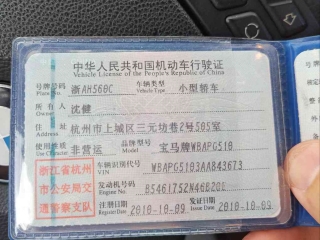 中华人民共和国机动车行驶证
Vehicle License of the People's Republic of China
号牌号码 浙AH560C 车辆类型 小型轿车
Plate No. Vehicle Type
所有人 沈健
Owner
住址 杭州市上城区三元坊巷2号505室
Address
使用性质 非营运 品牌型号 宝马牌WBAPG510
Model
浙江省杭州
市公安局交
通警察支队
车辆识别代号 WBAPG5103AA843673
VIN
发动机号码 B5461752N46B20BE
Engine No.
注册日期 2010-10-09 发证日期 2010-10-09
Register Date Issue Date